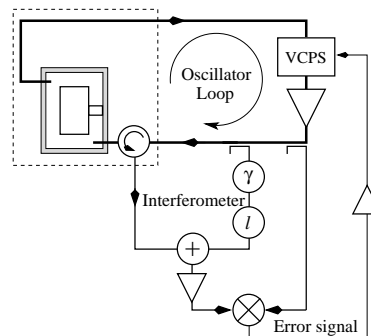 VCPS
Oscillator
Loop
γ
Interferometer
l
+
Error signal